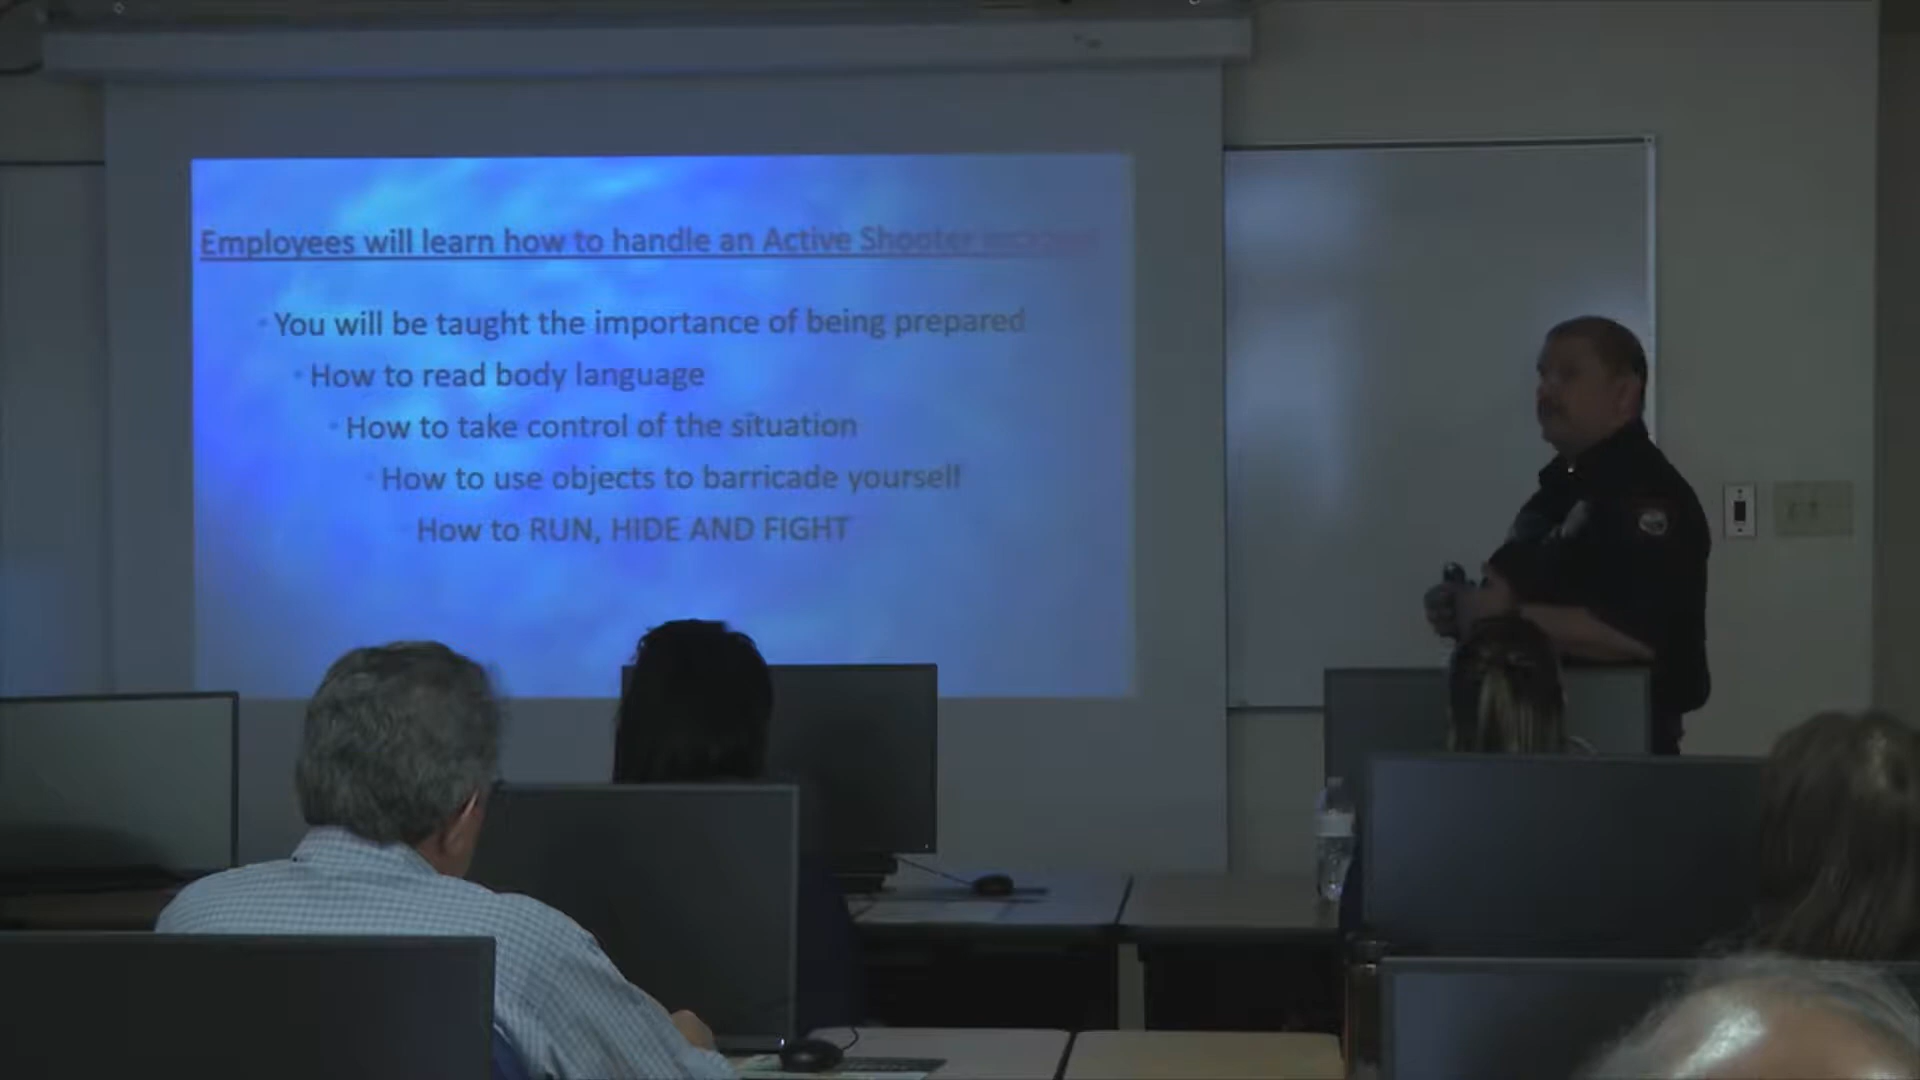 Employees will learn how to handle an Active Shooter
You will be taught the importance of being prepared
How to read body language
How to take control of the situation
How to use objects to barricade yourself
How to RUN, HIDE AND FIGHT